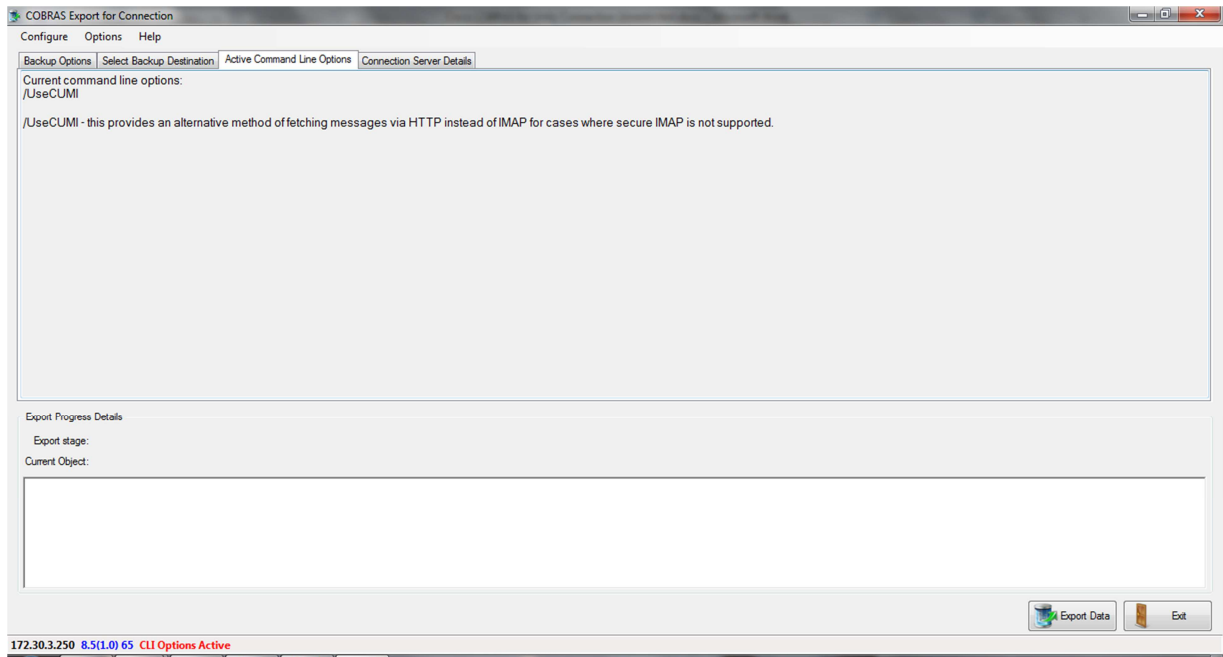 COBRAS Export for Connection
Configure Options Help
Backup Options Select Backup Destination Active Command Line Options Connection Server Details
Current command line options:
/UseCUMI
/UseCUMI - this provides an alternative method of fetching messages via HTTP instead of IMAP for cases where secure IMAP is not supported.
Export Progress Details
Export stage:
Current Object:
Export Data Exit
172.30.3.250 8.5(1.0) 65 CLI Options Active